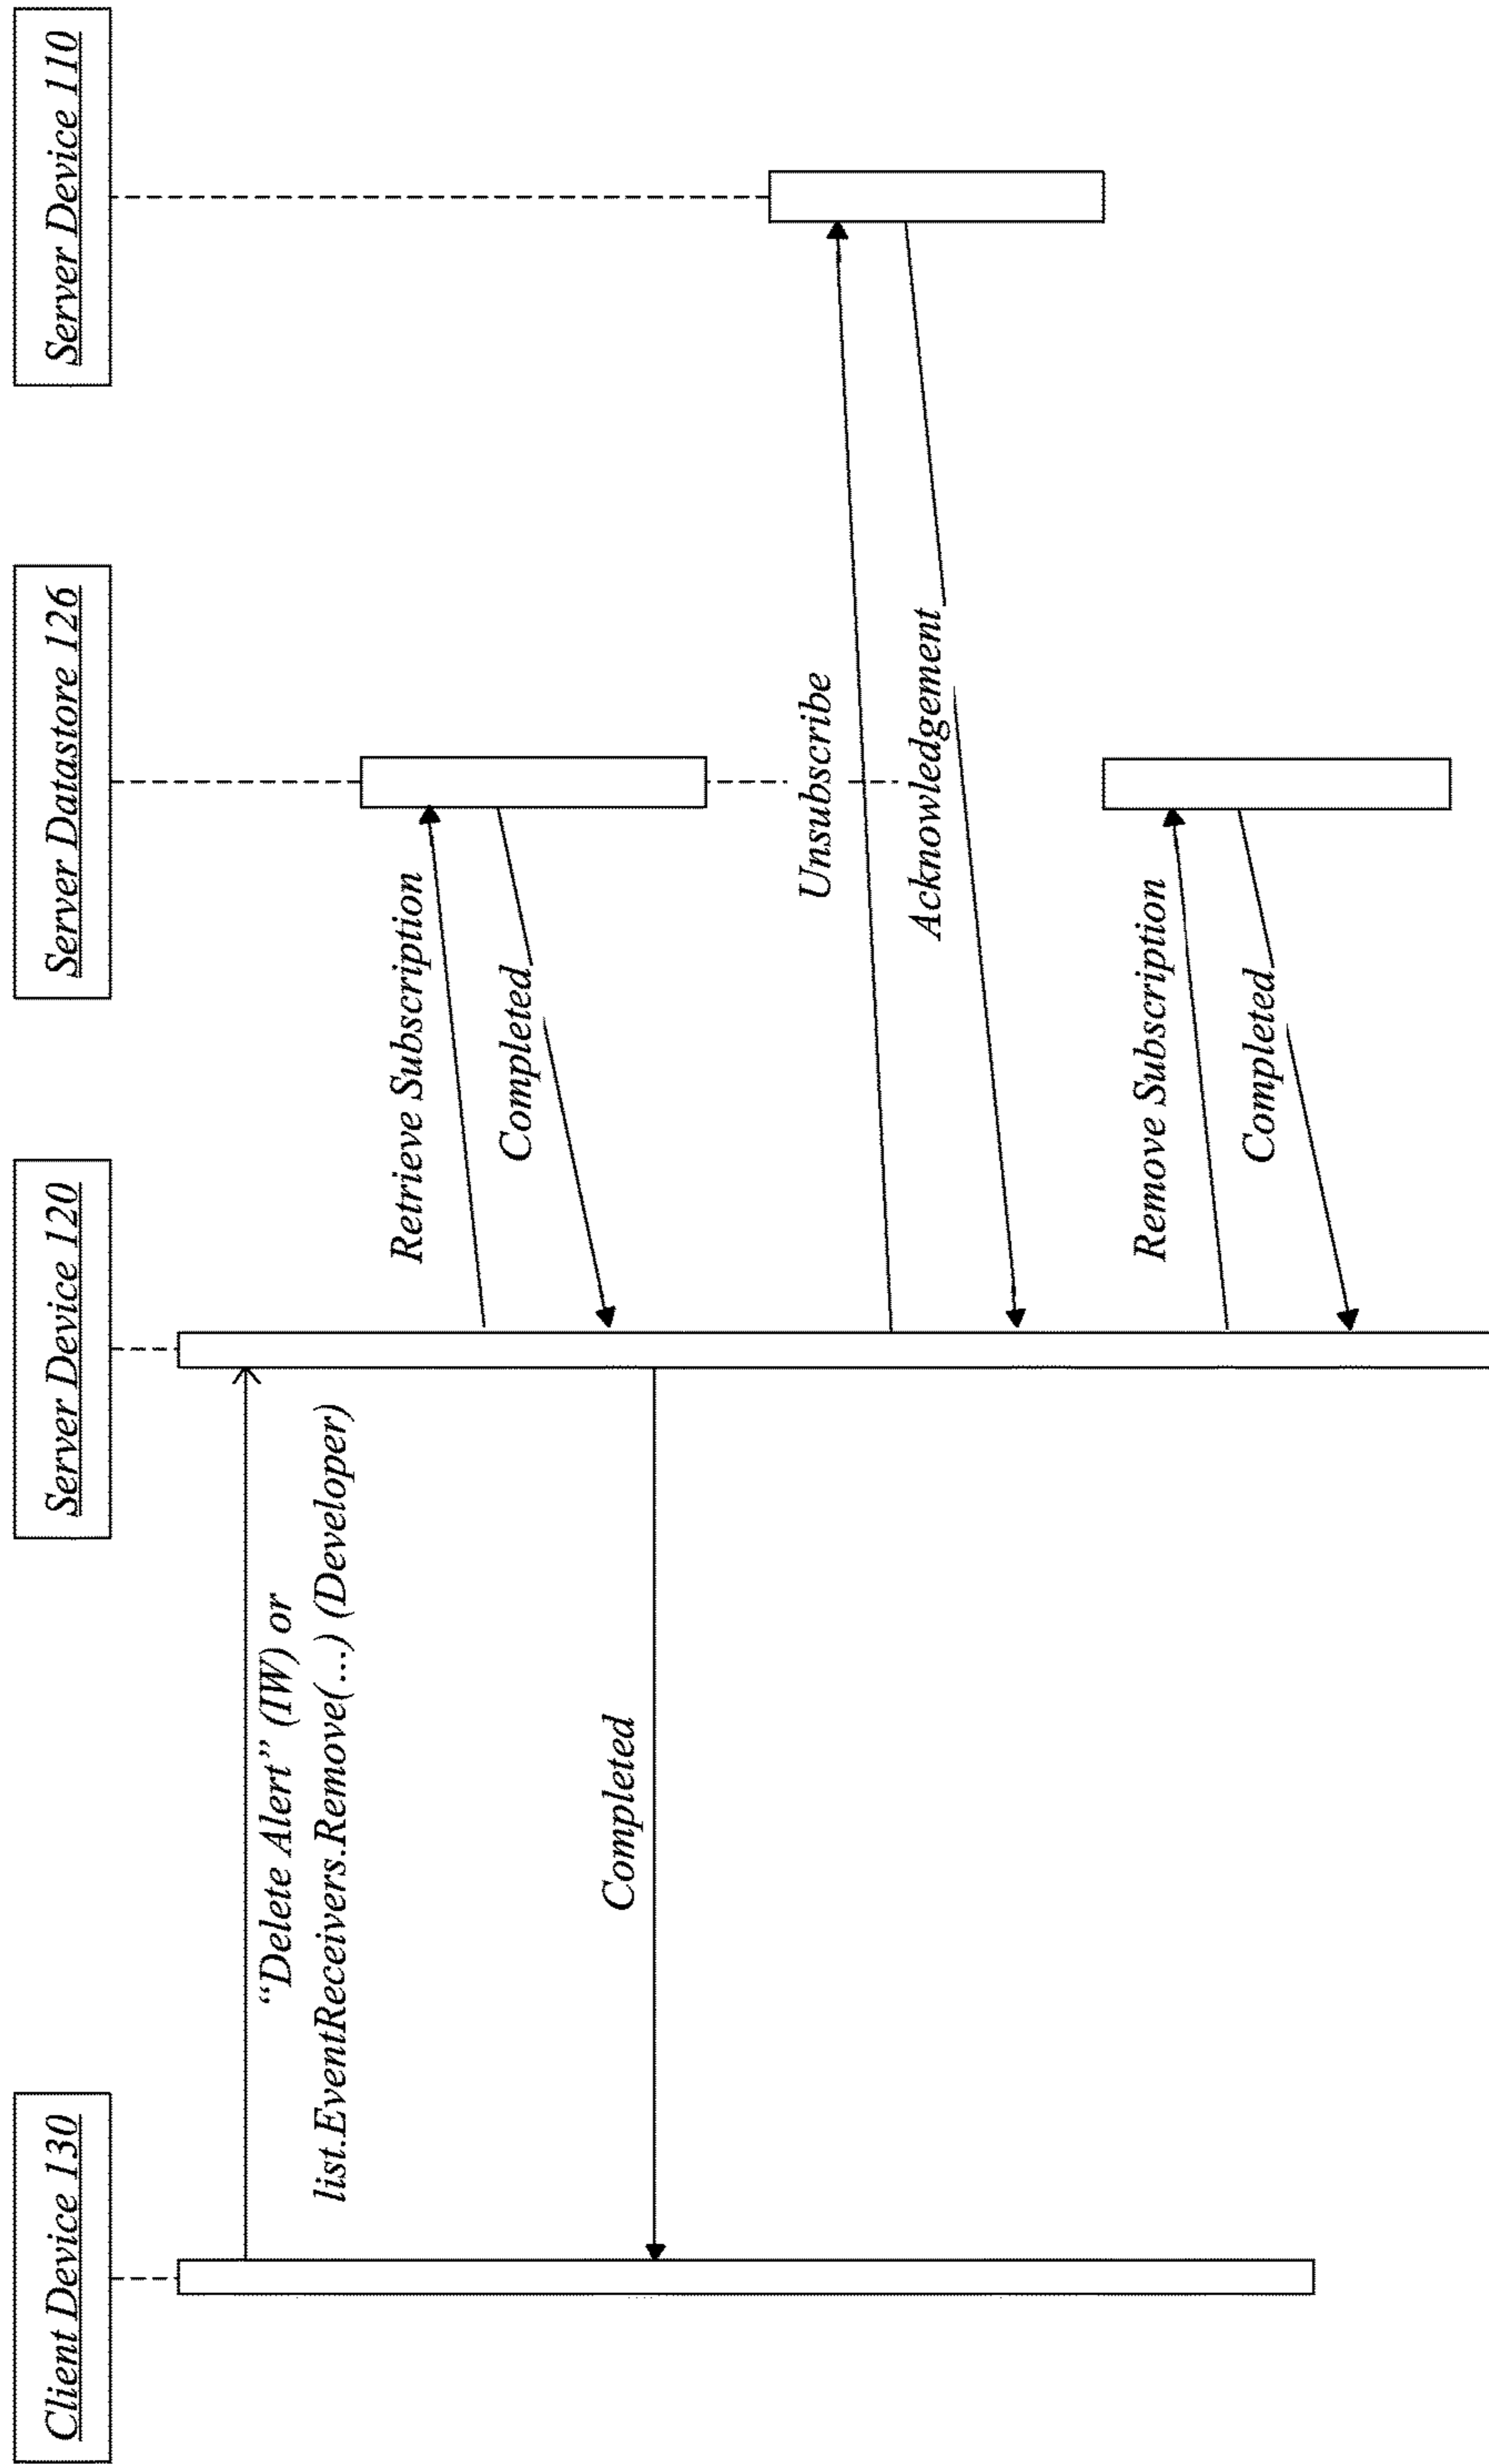 Client Device 130
Server Device 120
Server Datastore 126
Server Device 110
“Delete Alert” (IW) or
list.EventReceivers.Remove(...) (Developer)
Retrieve Subscription
Completed
Completed
Unsubscribe
Acknowledgement
Remove Subscription
Completed